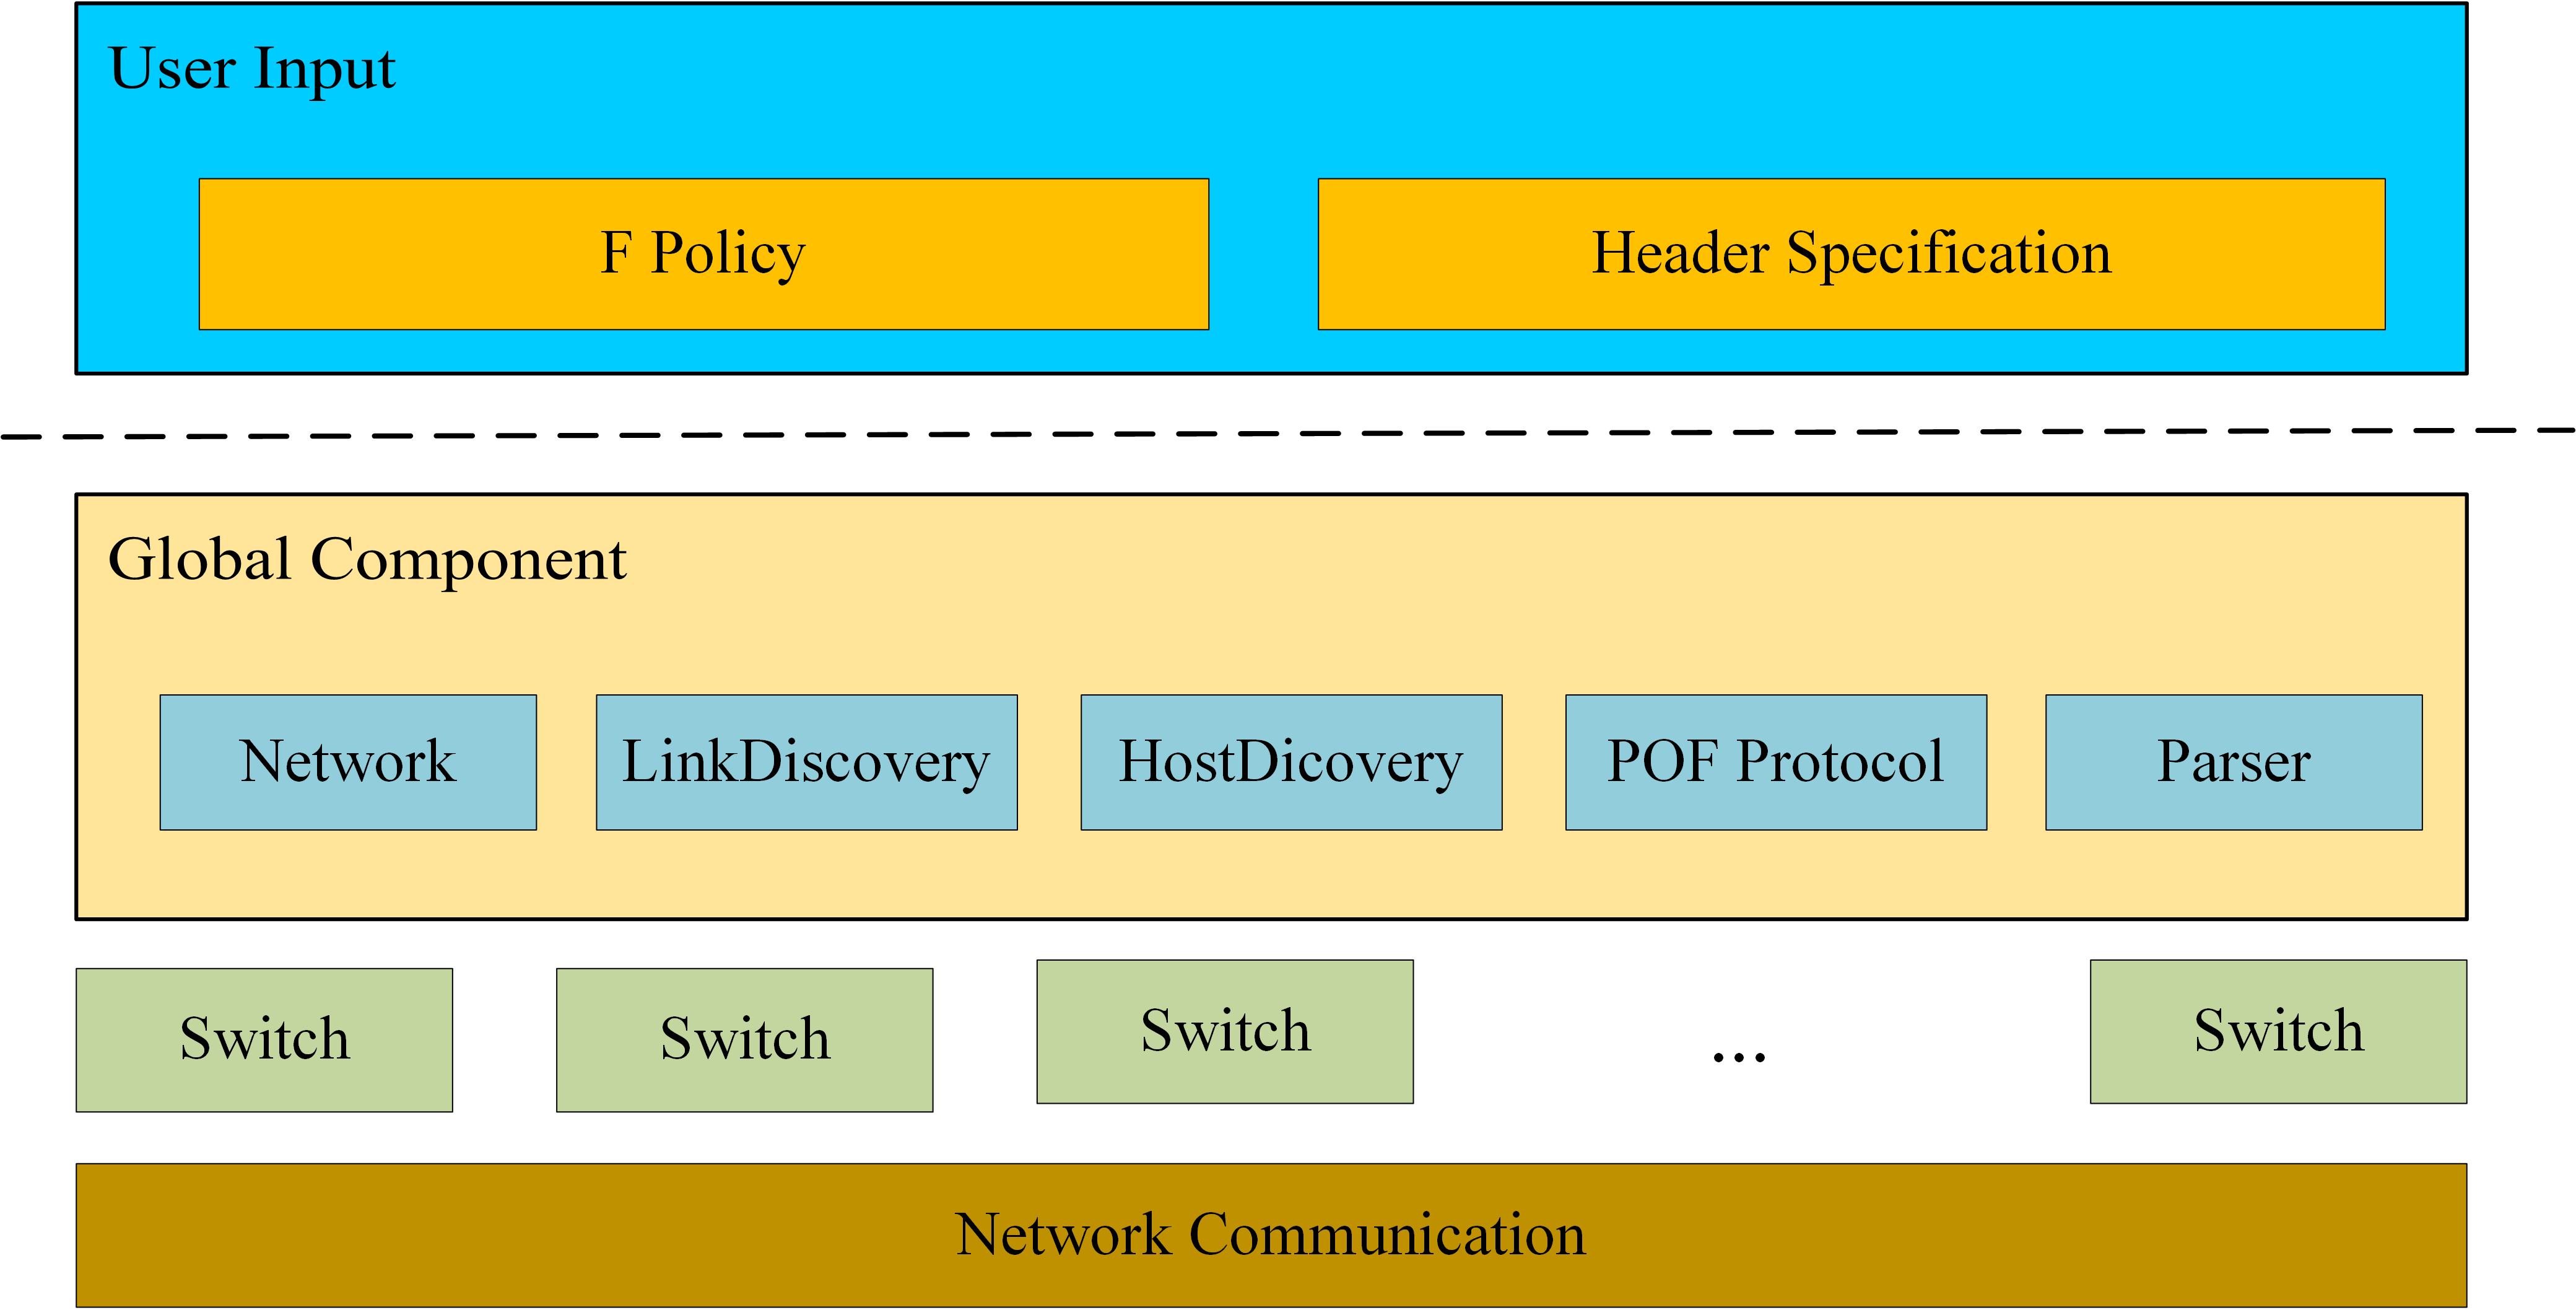 User Input
F Policy
Header Specification
Global Component
Network
LinkDiscovery
HostDicovery
POF Protocol
Parser
Switch
Switch
Switch
...
Switch
Network Communication